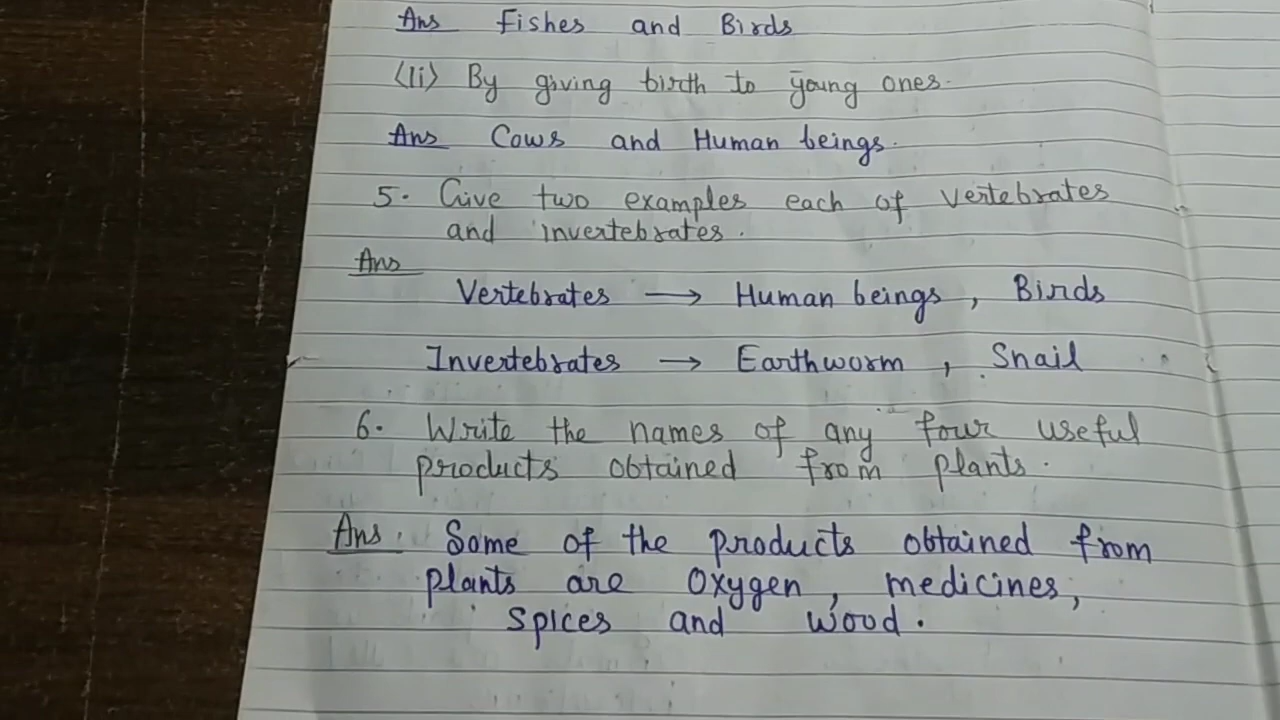 Ans Fishes and Birds
(ii) By giving birth to young ones.
Ans Cows and Human beings.
5. Give two examples each of vertebrates
and invertebrates.
Ans
Vertebrates → Human beings, Birds
Invertebrates → Earthworm, Snail
6. Write the names of any four useful
products obtained from plants.
Ans. Some of the products obtained from
plants are Oxygen, medicines,
Spices and Wood.